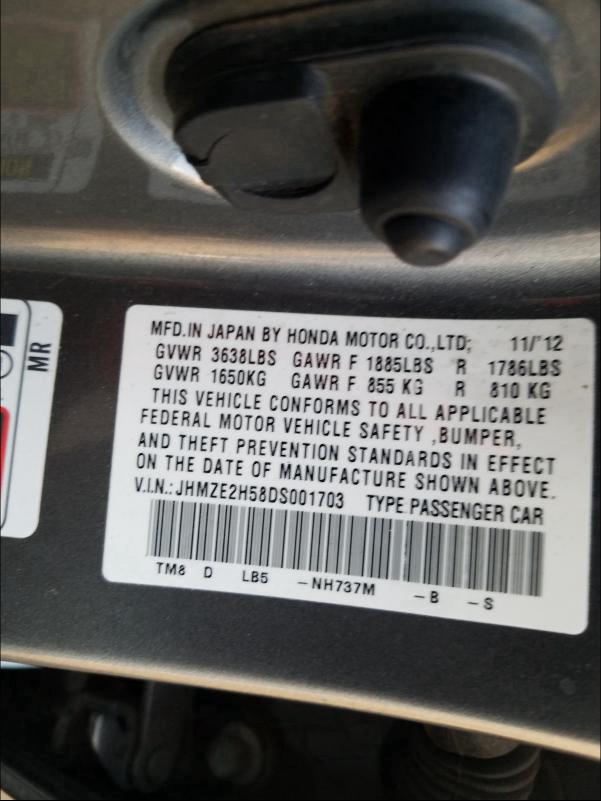 MFD.IN JAPAN BY HONDA MOTOR CO.,LTD; 11/'12
GVWR 3638LBS GAWR F 1885LBS R 1786LBS
GVWR 1650KG GAWR F 855 KG R 810 KG
THIS VEHICLE CONFORMS TO ALL APPLICABLE
FEDERAL MOTOR VEHICLE SAFETY ,BUMPER,
AND THEFT PREVENTION STANDARDS IN EFFECT
ON THE DATE OF MANUFACTURE SHOWN ABOVE.
V.I.N.: JHMZE2H58DS001703 TYPE PASSENGER CAR
TM8 D LB5 -NH737M -B -S
MR